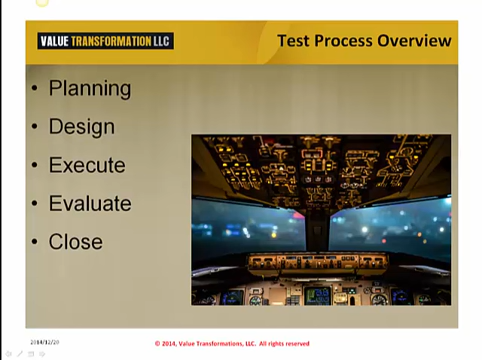 VALUE TRANSFORMATION LLC
Test Process Overview
• Planning
• Design
• Execute
• Evaluate
• Close
2014/12/20
© 2014, Value Transformations, LLC. All rights reserved